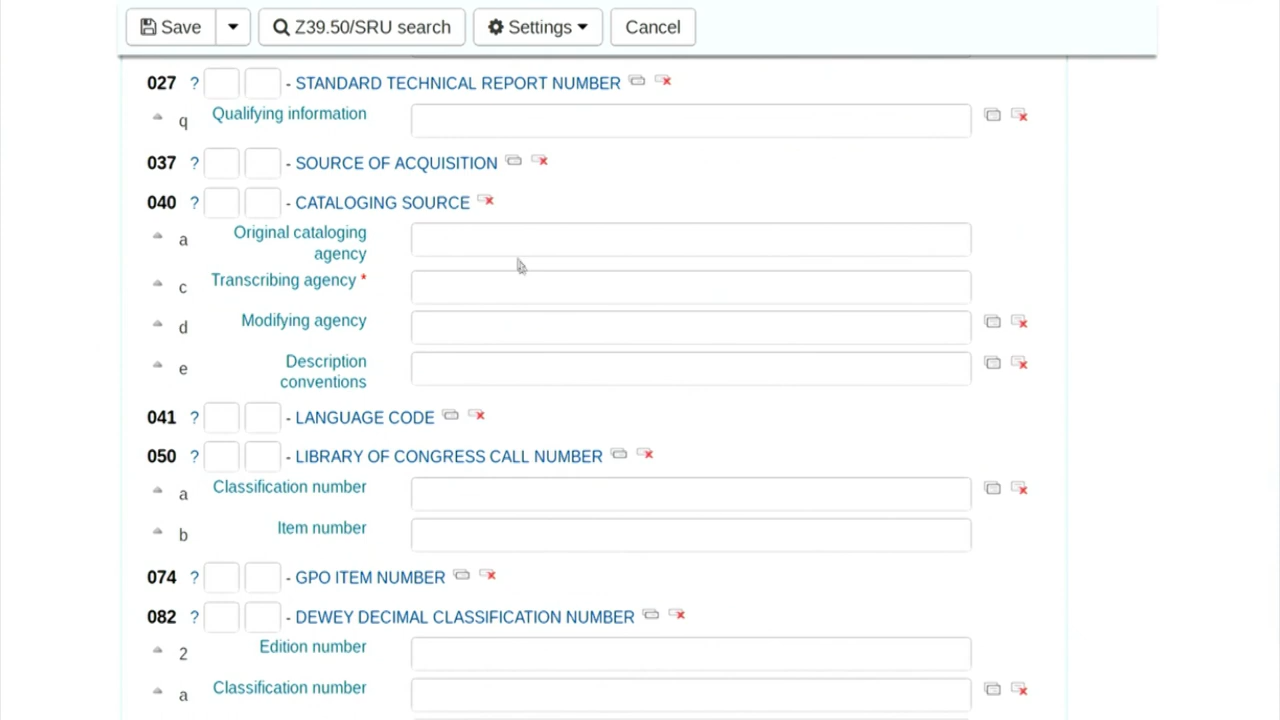 Save Z39.50/SRU search Settings Cancel
027 ? - STANDARD TECHNICAL REPORT NUMBER
q Qualifying information
037 ? - SOURCE OF ACQUISITION
040 ? - CATALOGING SOURCE
a Original cataloging
agency
c Transcribing agency *
d Modifying agency
e Description
conventions
041 ? - LANGUAGE CODE
050 ? - LIBRARY OF CONGRESS CALL NUMBER
a Classification number
b Item number
074 ? - GPO ITEM NUMBER
082 ? - DEWEY DECIMAL CLASSIFICATION NUMBER
2 Edition number
a Classification number